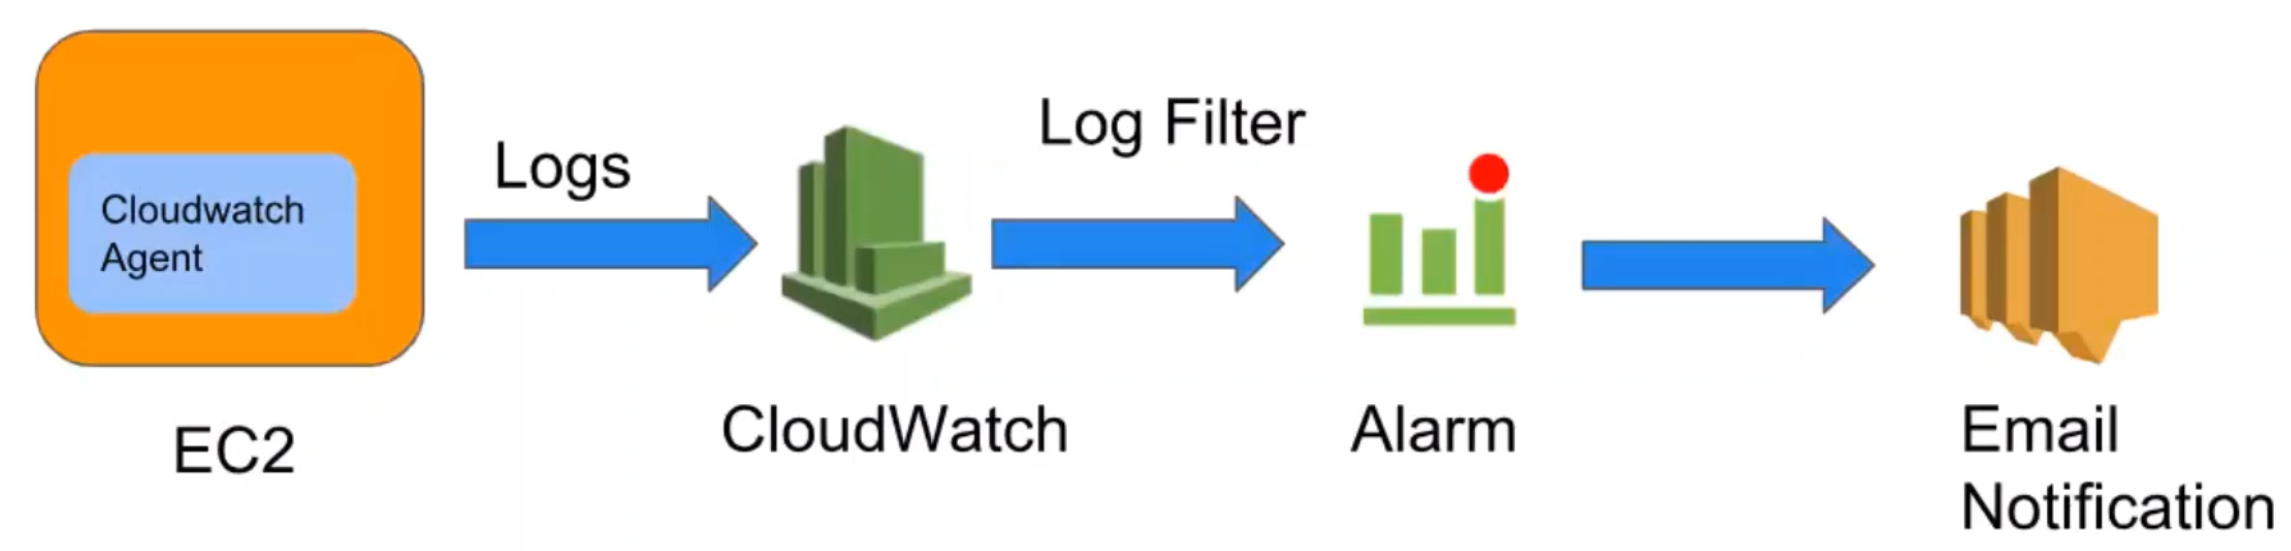 Cloudwatch
Agent
EC2
Logs
CloudWatch
Log Filter
Alarm
Email
Notification